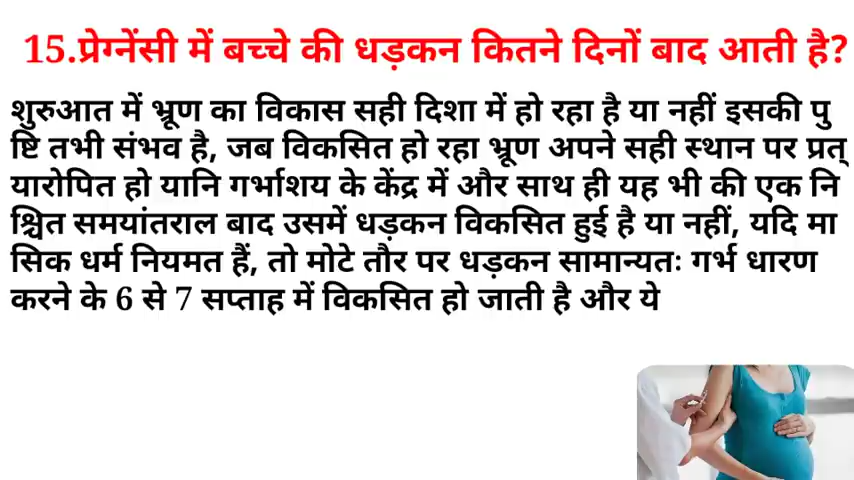 15.प्रेग्नेंसी में बच्चे की धड़कन कितने दिनों बाद आती है?
शुरुआत में भ्रूण का विकास सही दिशा में हो रहा है या नहीं इसकी पु
ष्टि तभी संभव है, जब विकसित हो रहा भ्रूण अपने सही स्थान पर प्रत्
यारोपित हो यानि गर्भाशय के केंद्र में और साथ ही यह भी की एक नि
श्चित समयांतराल बाद उसमें धड़कन विकसित हुई है या नहीं, यदि मा
सिक धर्म नियमत हैं, तो मोटे तौर पर धड़कन सामान्यतः गर्भ धारण
करने के 6 से 7 सप्ताह में विकसित हो जाती है और ये